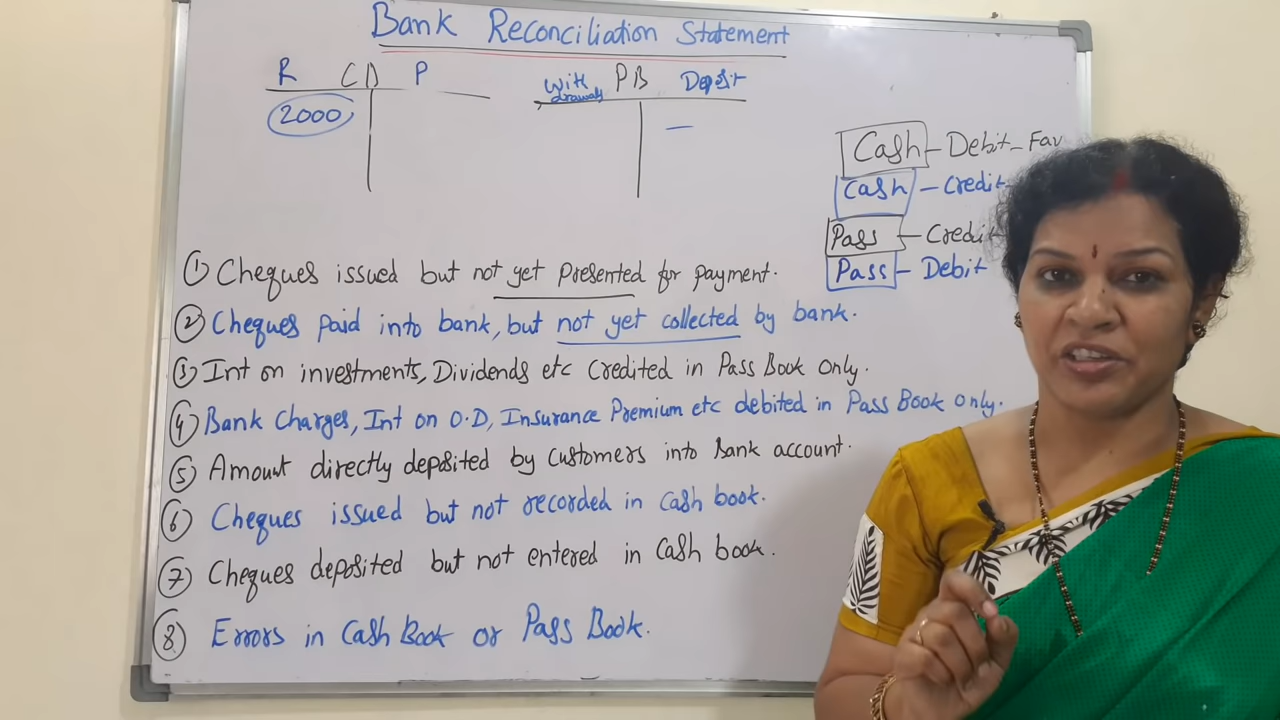 Bank Reconciliation Statement
R CD P
2000
With drawals PB Deposit
Cash - Debit - Fav
Cash - Credit
Pass - Credit
Pass - Debit
① Cheques issued but not yet presented for payment.
② Cheques paid into bank, but not yet collected by bank.
③ Int on investments, Dividends etc Credited in Pass Book Only.
④ Bank Charges, Int on O.D, Insurance Premium etc debited in Pass Book Only.
⑤ Amount directly deposited by Customers into Bank account.
⑥ Cheques issued but not recorded in cash book.
⑦ Cheques deposited but not entered in Cash book.
⑧ Errors in Cash Book or Pass Book.